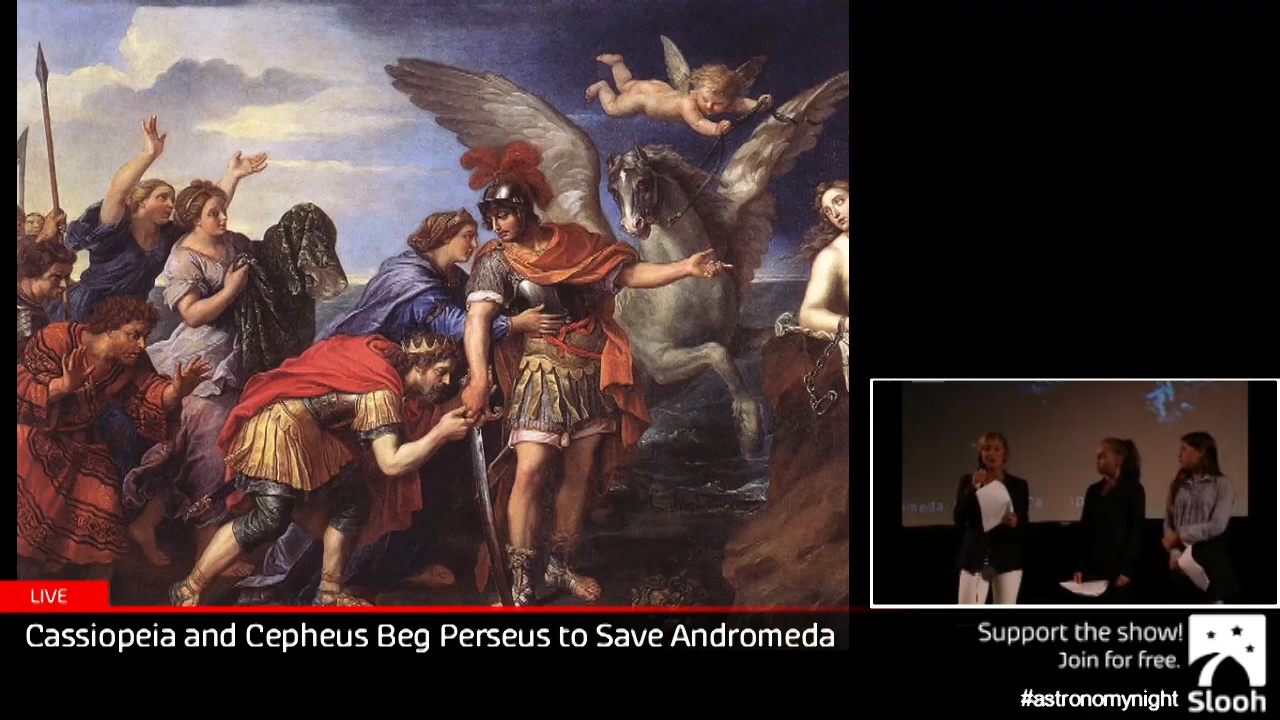 LIVE
Cassiopeia and Cepheus Beg Perseus to Save Andromeda
Support the show!
Join for free.
#astronomynight
Slooh